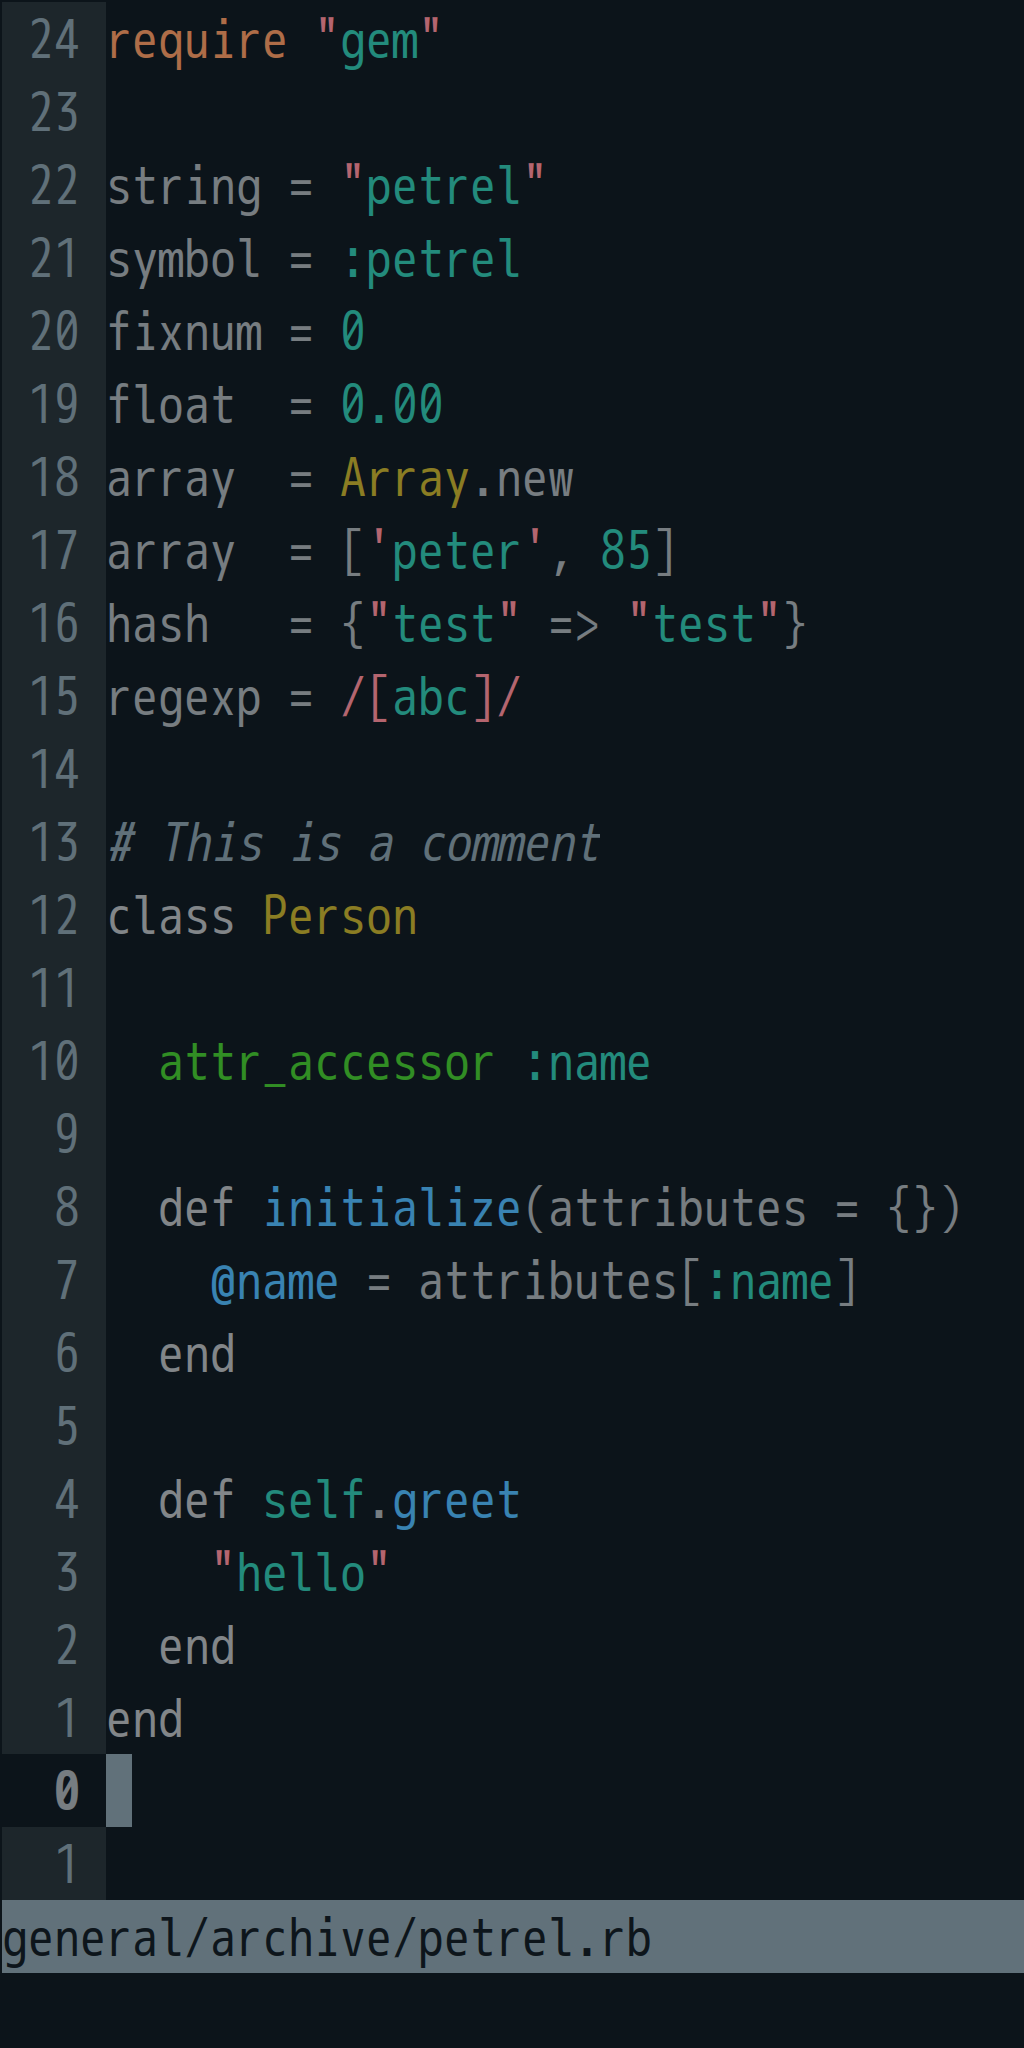 24 require "gem"
23
22 string = "petrel"
21 symbol = :petrel
20 fixnum = 0
19 float  = 0.00
18 array  = Array.new
17 array  = ['peter', 85]
16 hash   = {"test" => "test"}
15 regexp = /[abc]/
14
13 # This is a comment
12 class Person
11
10   attr_accessor :name
9
8   def initialize(attributes = {})
7     @name = attributes[:name]
6   end
5
4   def self.greet
3     "hello"
2   end
1 end
0
1
general/archive/petrel.rb